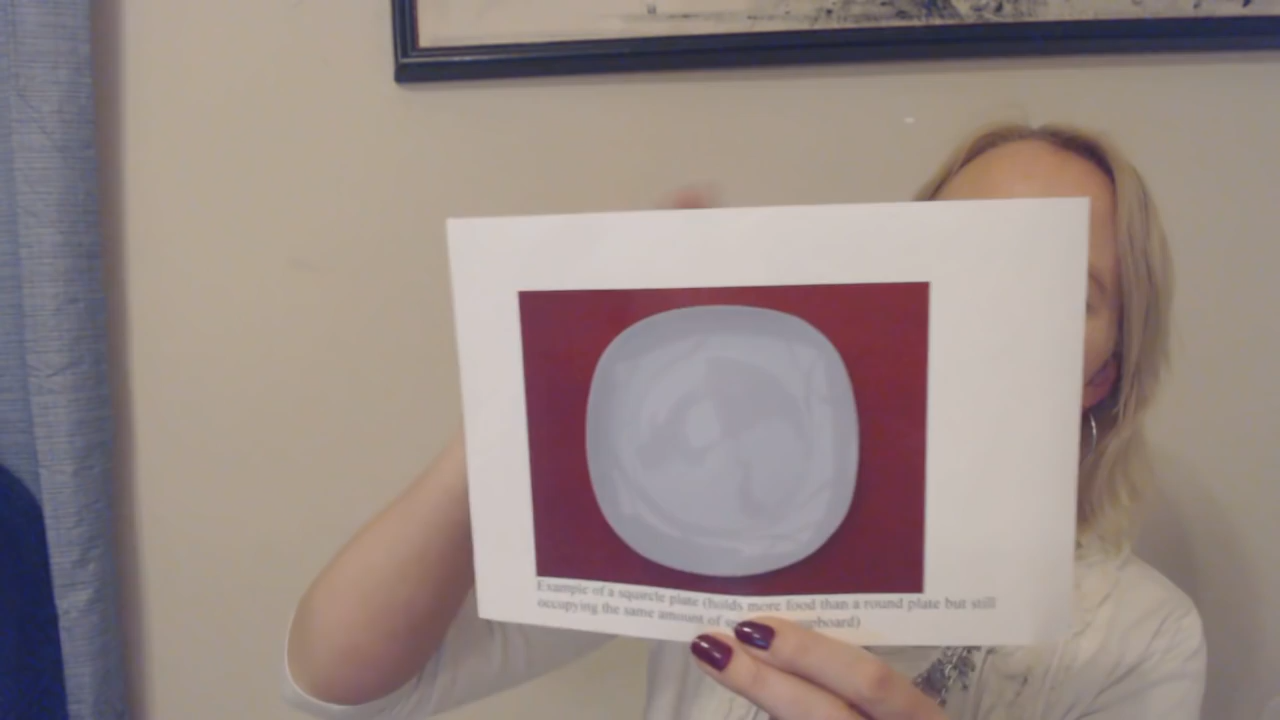 Example of a squircle plate (holds more food than a round plate but still
occupying the same amount of